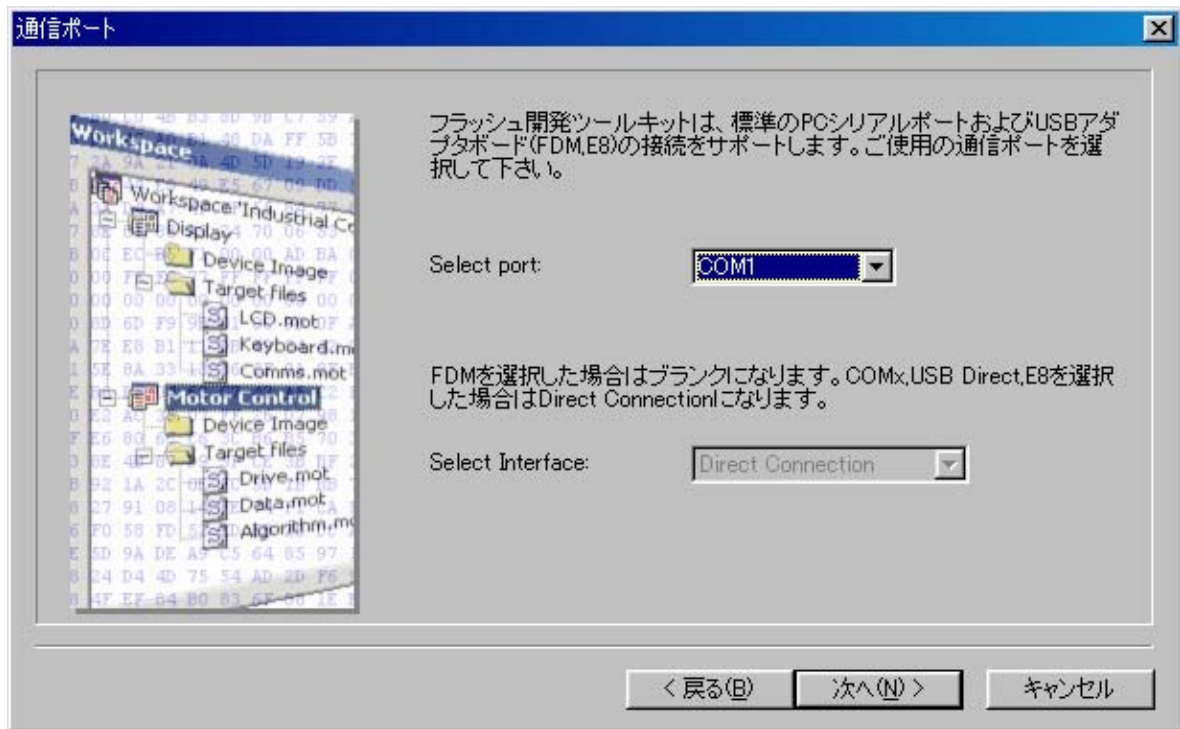 通信ポート
Workspace
Workspace 'Industrial Co
Display
Device Image
Target files
LCD.mot
Keyboard.m
Comms.mot
Motor Control
Device Image
Target files
Drive.mot
Data.mot
Algorithm.m
フラッシュ開発ツールキットは、標準のPCシリアルポートおよびUSBアダ
プタボード(FDM,E8)の接続をサポートします。ご使用の通信ポートを選
択して下さい。
Select port:
COM1
FDMを選択した場合はブランクになります。COMx,USB Direct,E8を選択
した場合はDirect Connectionになります。
Select Interface:
Direct Connection
< 戻る(B)
次へ(N) >
キャンセル